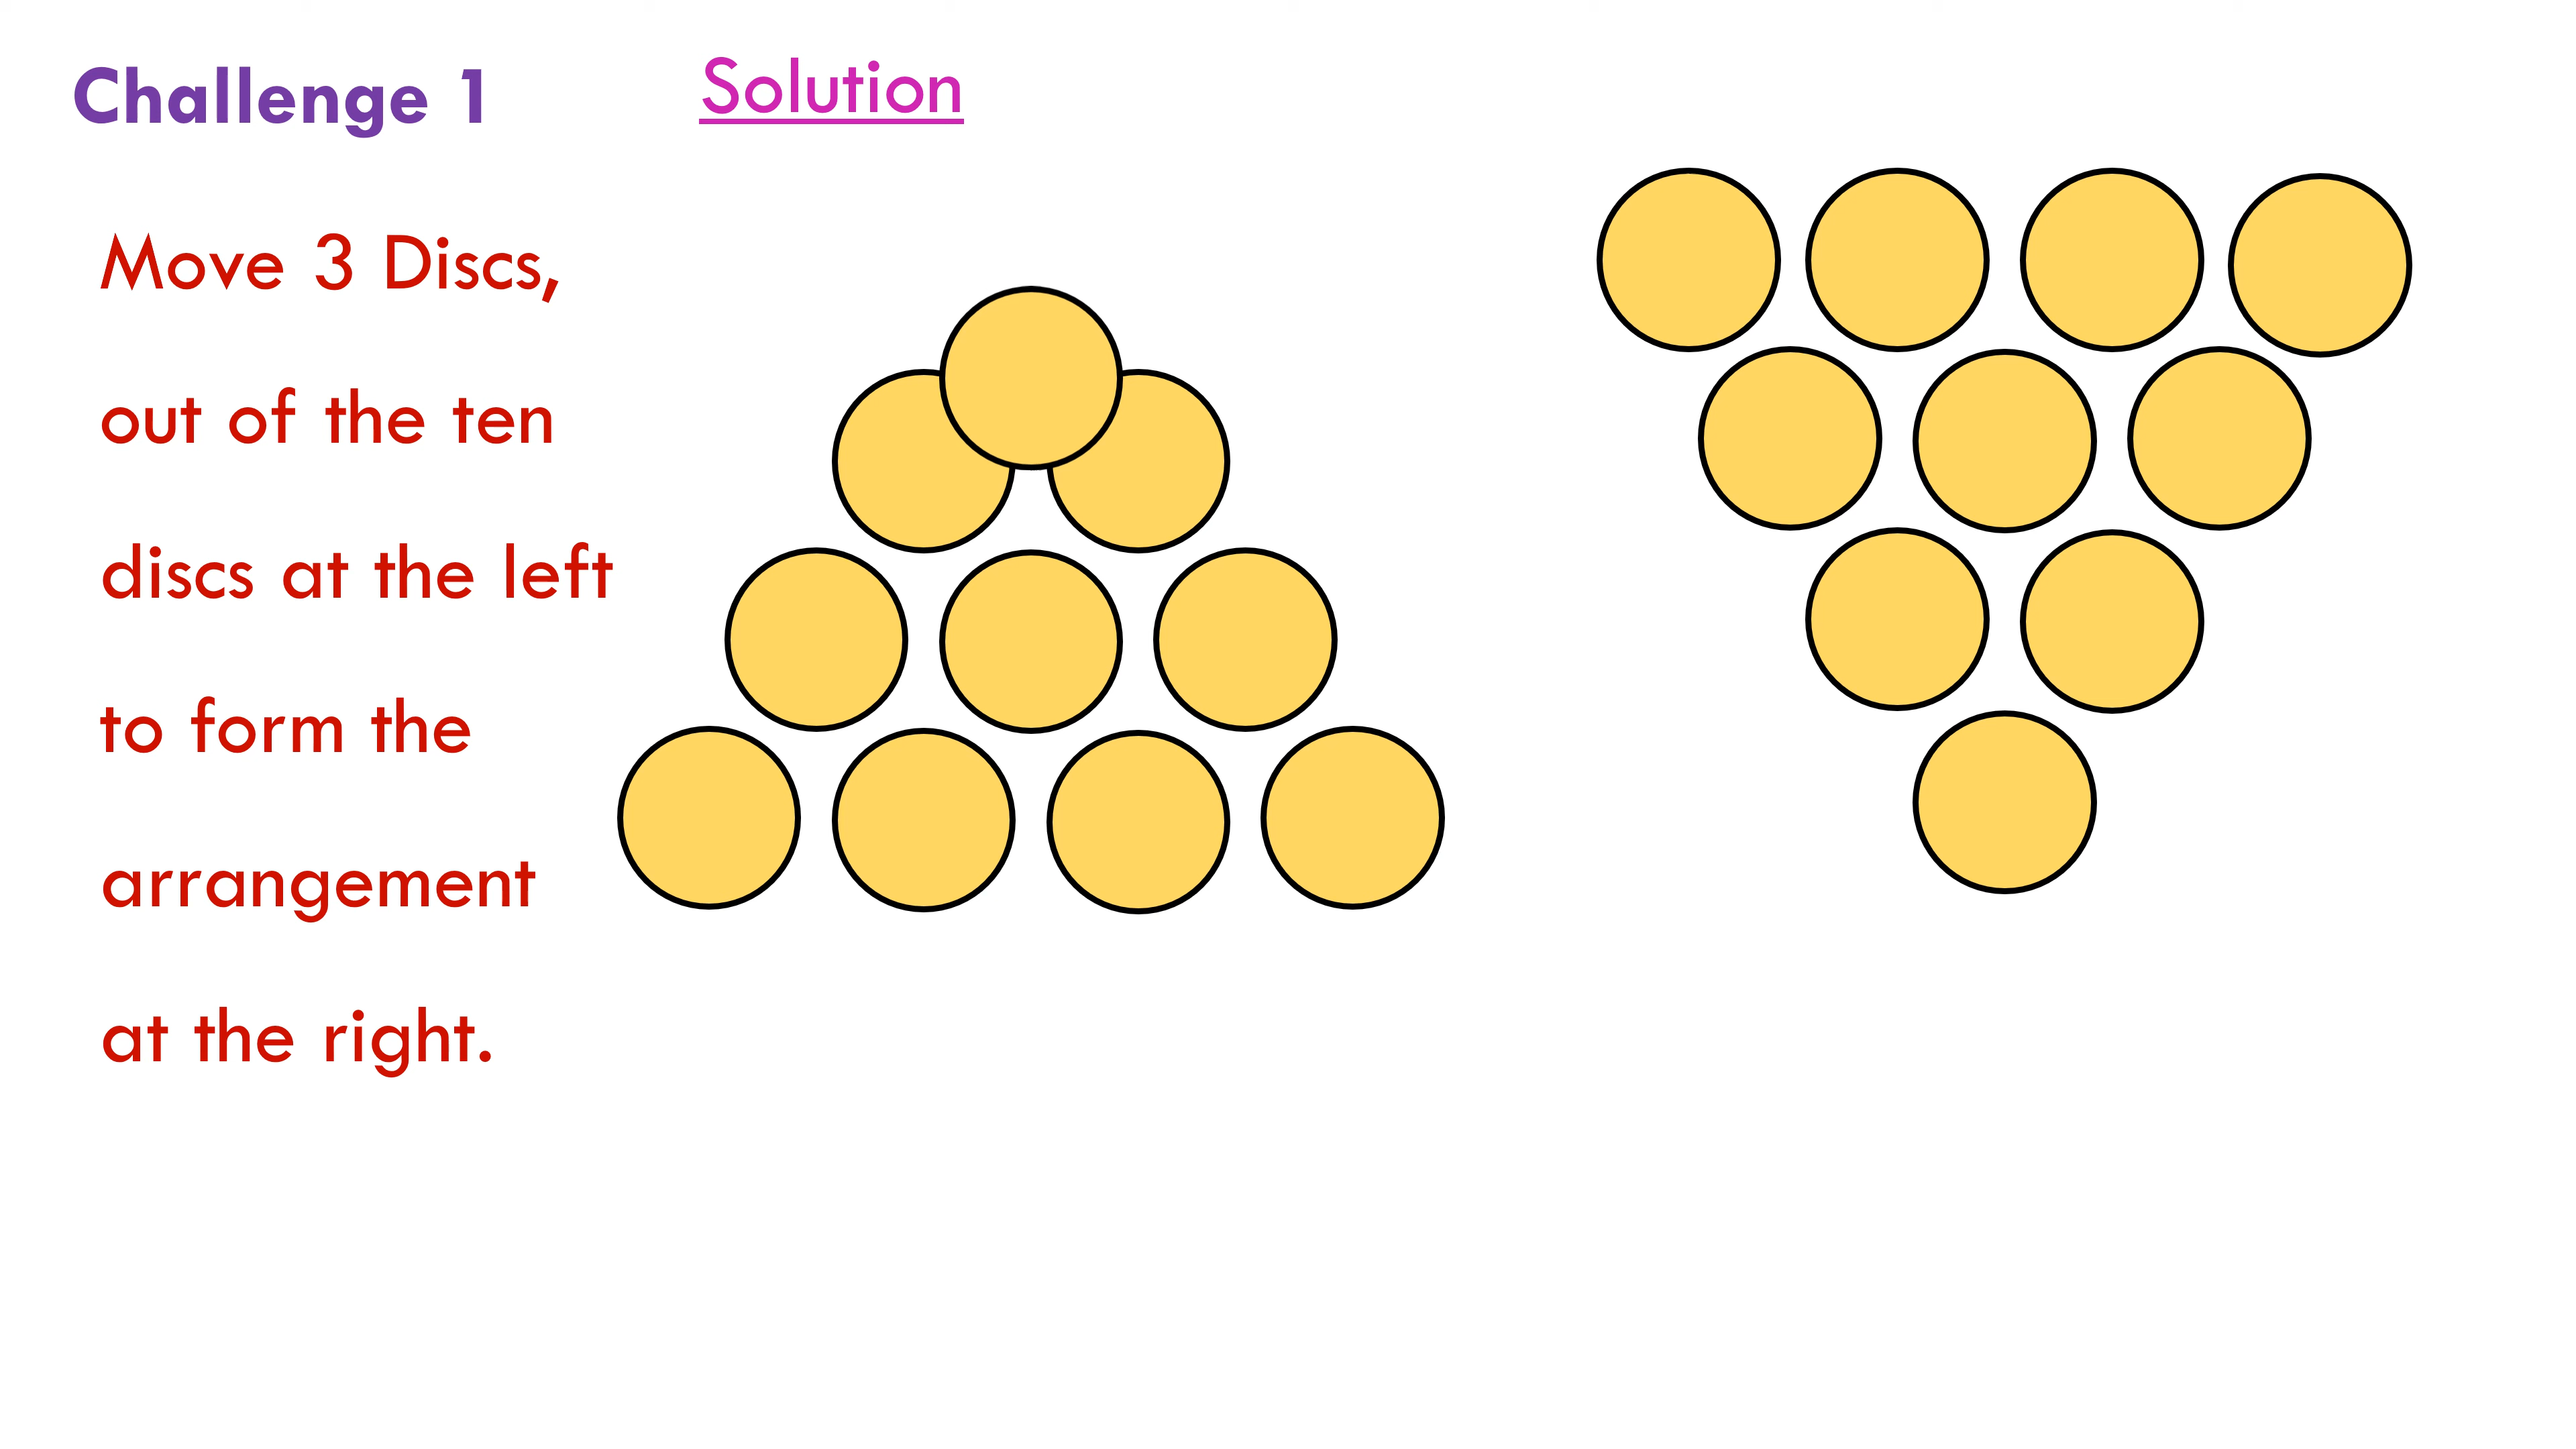 Challenge 1
Solution
Move 3 Discs,
out of the ten
discs at the left
to form the
arrangement
at the right.